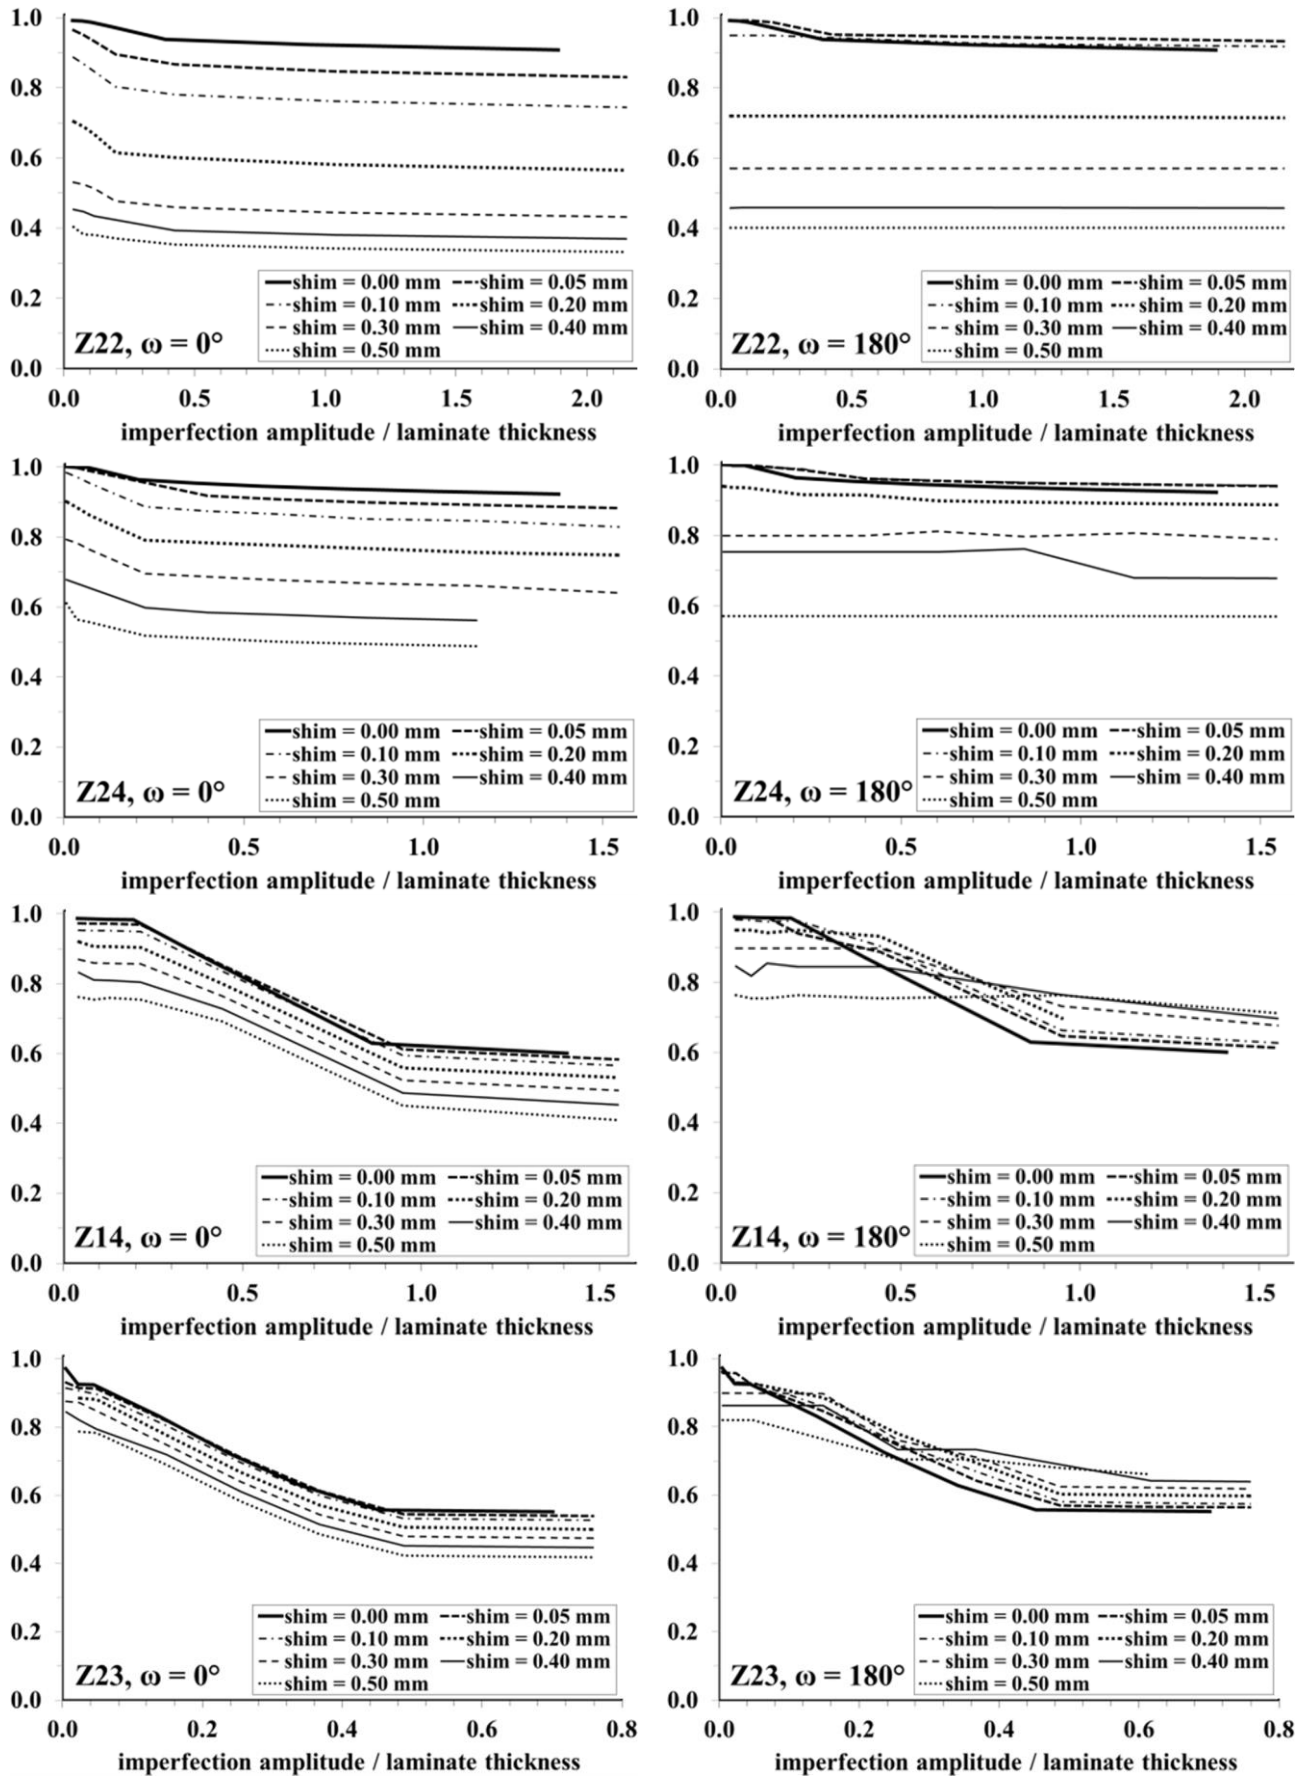 1.0
0.8
0.6
0.4
0.2
0.0
shim = 0.00 mm shim = 0.05 mm
shim = 0.10 mm shim = 0.20 mm
shim = 0.30 mm shim = 0.40 mm
shim = 0.50 mm
Z22, ω = 0°
0.0 0.5 1.0 1.5 2.0
imperfection amplitude / laminate thickness
1.0
0.8
0.6
0.4
0.2
0.0
shim = 0.00 mm shim = 0.05 mm
shim = 0.10 mm shim = 0.20 mm
shim = 0.30 mm shim = 0.40 mm
shim = 0.50 mm
Z22, ω = 180°
0.0 0.5 1.0 1.5 2.0
imperfection amplitude / laminate thickness
1.0
0.8
0.6
0.4
0.2
0.0
shim = 0.00 mm shim = 0.05 mm
shim = 0.10 mm shim = 0.20 mm
shim = 0.30 mm shim = 0.40 mm
shim = 0.50 mm
Z24, ω = 0°
0.0 0.5 1.0 1.5
imperfection amplitude / laminate thickness
1.0
0.8
0.6
0.4
0.2
0.0
shim = 0.00 mm shim = 0.05 mm
shim = 0.10 mm shim = 0.20 mm
shim = 0.30 mm shim = 0.40 mm
shim = 0.50 mm
Z24, ω = 180°
0.0 0.5 1.0 1.5
imperfection amplitude / laminate thickness
1.0
0.8
0.6
0.4
0.2
0.0
shim = 0.00 mm shim = 0.05 mm
shim = 0.10 mm shim = 0.20 mm
shim = 0.30 mm shim = 0.40 mm
shim = 0.50 mm
Z14, ω = 0°
0.0 0.5 1.0 1.5
imperfection amplitude / laminate thickness
1.0
0.8
0.6
0.4
0.2
0.0
shim = 0.00 mm shim = 0.05 mm
shim = 0.10 mm shim = 0.20 mm
shim = 0.30 mm shim = 0.40 mm
shim = 0.50 mm
Z14, ω = 180°
0.0 0.5 1.0 1.5
imperfection amplitude / laminate thickness
1.0
0.8
0.6
0.4
0.2
0.0
shim = 0.00 mm shim = 0.05 mm
shim = 0.10 mm shim = 0.20 mm
shim = 0.30 mm shim = 0.40 mm
shim = 0.50 mm
Z23, ω = 0°
0.0 0.2 0.4 0.6 0.8
imperfection amplitude / laminate thickness
1.0
0.8
0.6
0.4
0.2
0.0
shim = 0.00 mm shim = 0.05 mm
shim = 0.10 mm shim = 0.20 mm
shim = 0.30 mm shim = 0.40 mm
shim = 0.50 mm
Z23, ω = 180°
0.0 0.2 0.4 0.6 0.8
imperfection amplitude / laminate thickness